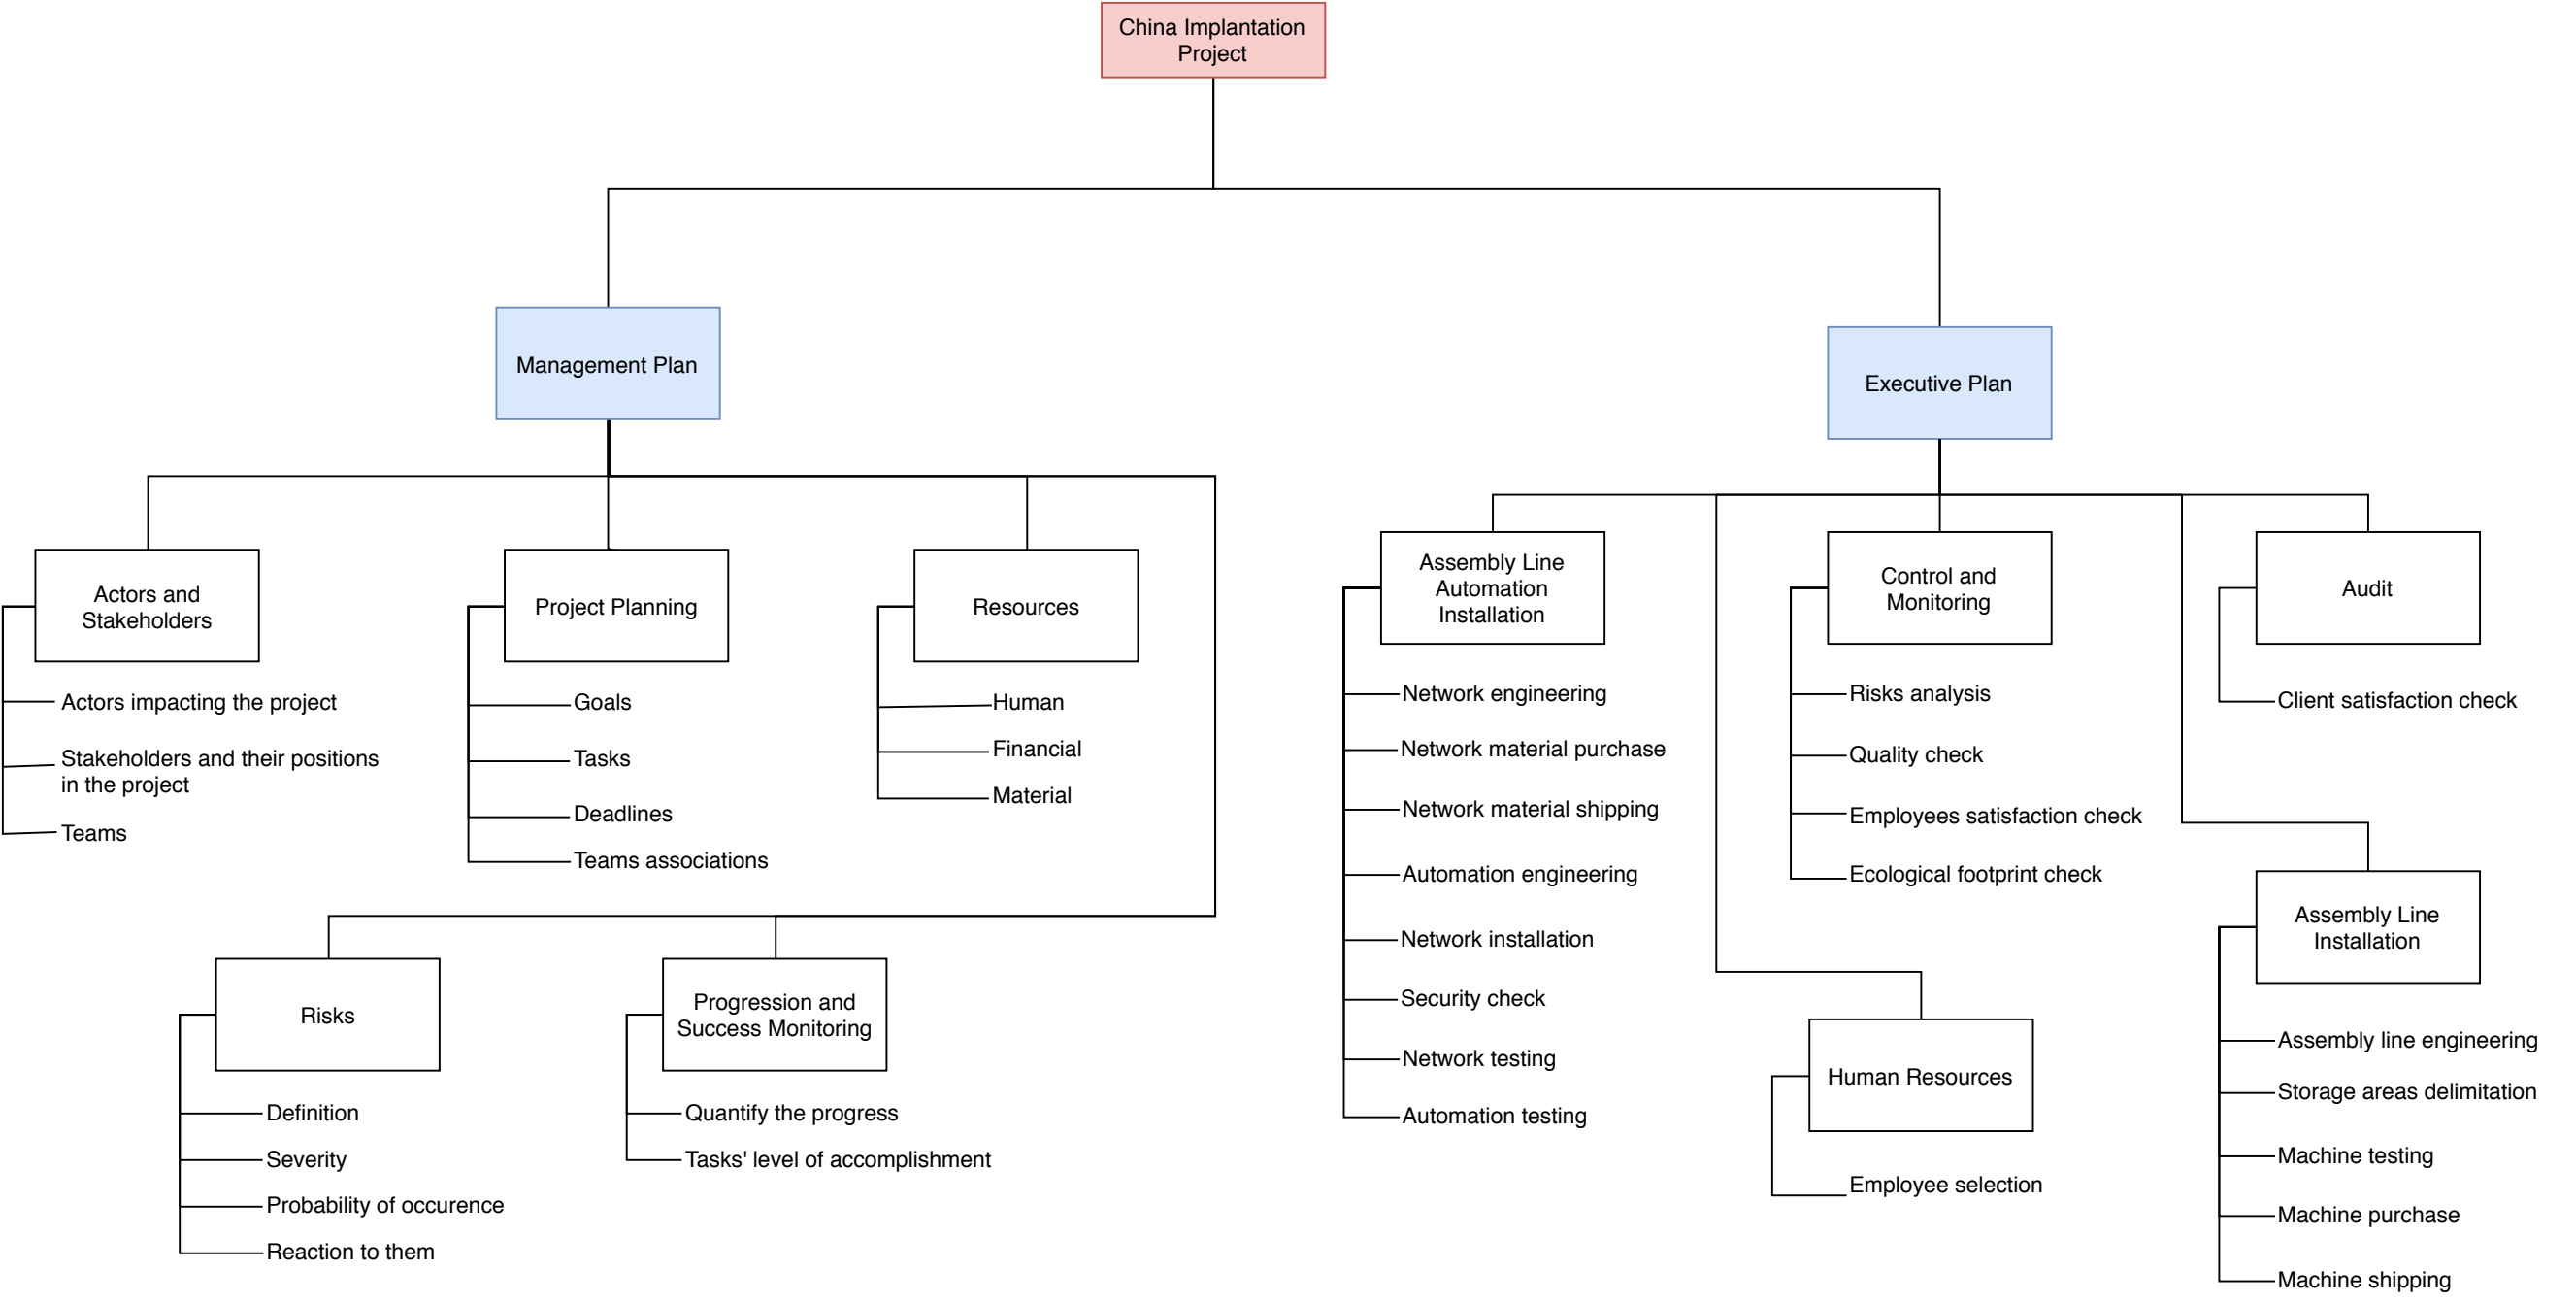 China Implantation
Project
Management Plan
Executive Plan
Actors and
Stakeholders
Actors impacting the project
Stakeholders and their positions
in the project
Teams
Project Planning
Goals
Tasks
Deadlines
Teams associations
Resources
Human
Financial
Material
Risks
Definition
Severity
Probability of occurence
Reaction to them
Progression and
Success Monitoring
Quantify the progress
Tasks' level of accomplishment
Assembly Line
Automation
Installation
Network engineering
Network material purchase
Network material shipping
Automation engineering
Network installation
Security check
Network testing
Automation testing
Control and
Monitoring
Risks analysis
Quality check
Employees satisfaction check
Ecological footprint check
Human Resources
Employee selection
Audit
Client satisfaction check
Assembly Line
Installation
Assembly line engineering
Storage areas delimitation
Machine testing
Machine purchase
Machine shipping